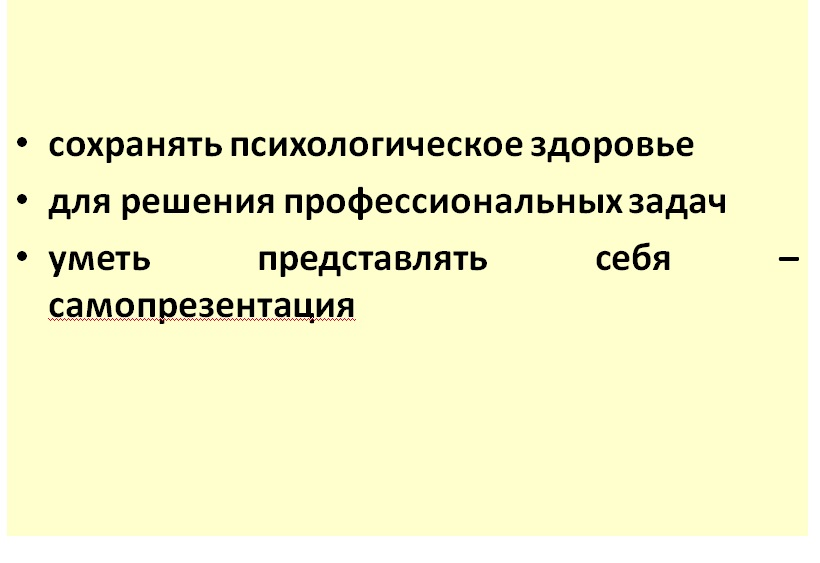 • сохранять психологическое здоровье
• для решения профессиональных задач
• уметь представлять себя –
самопрезентация